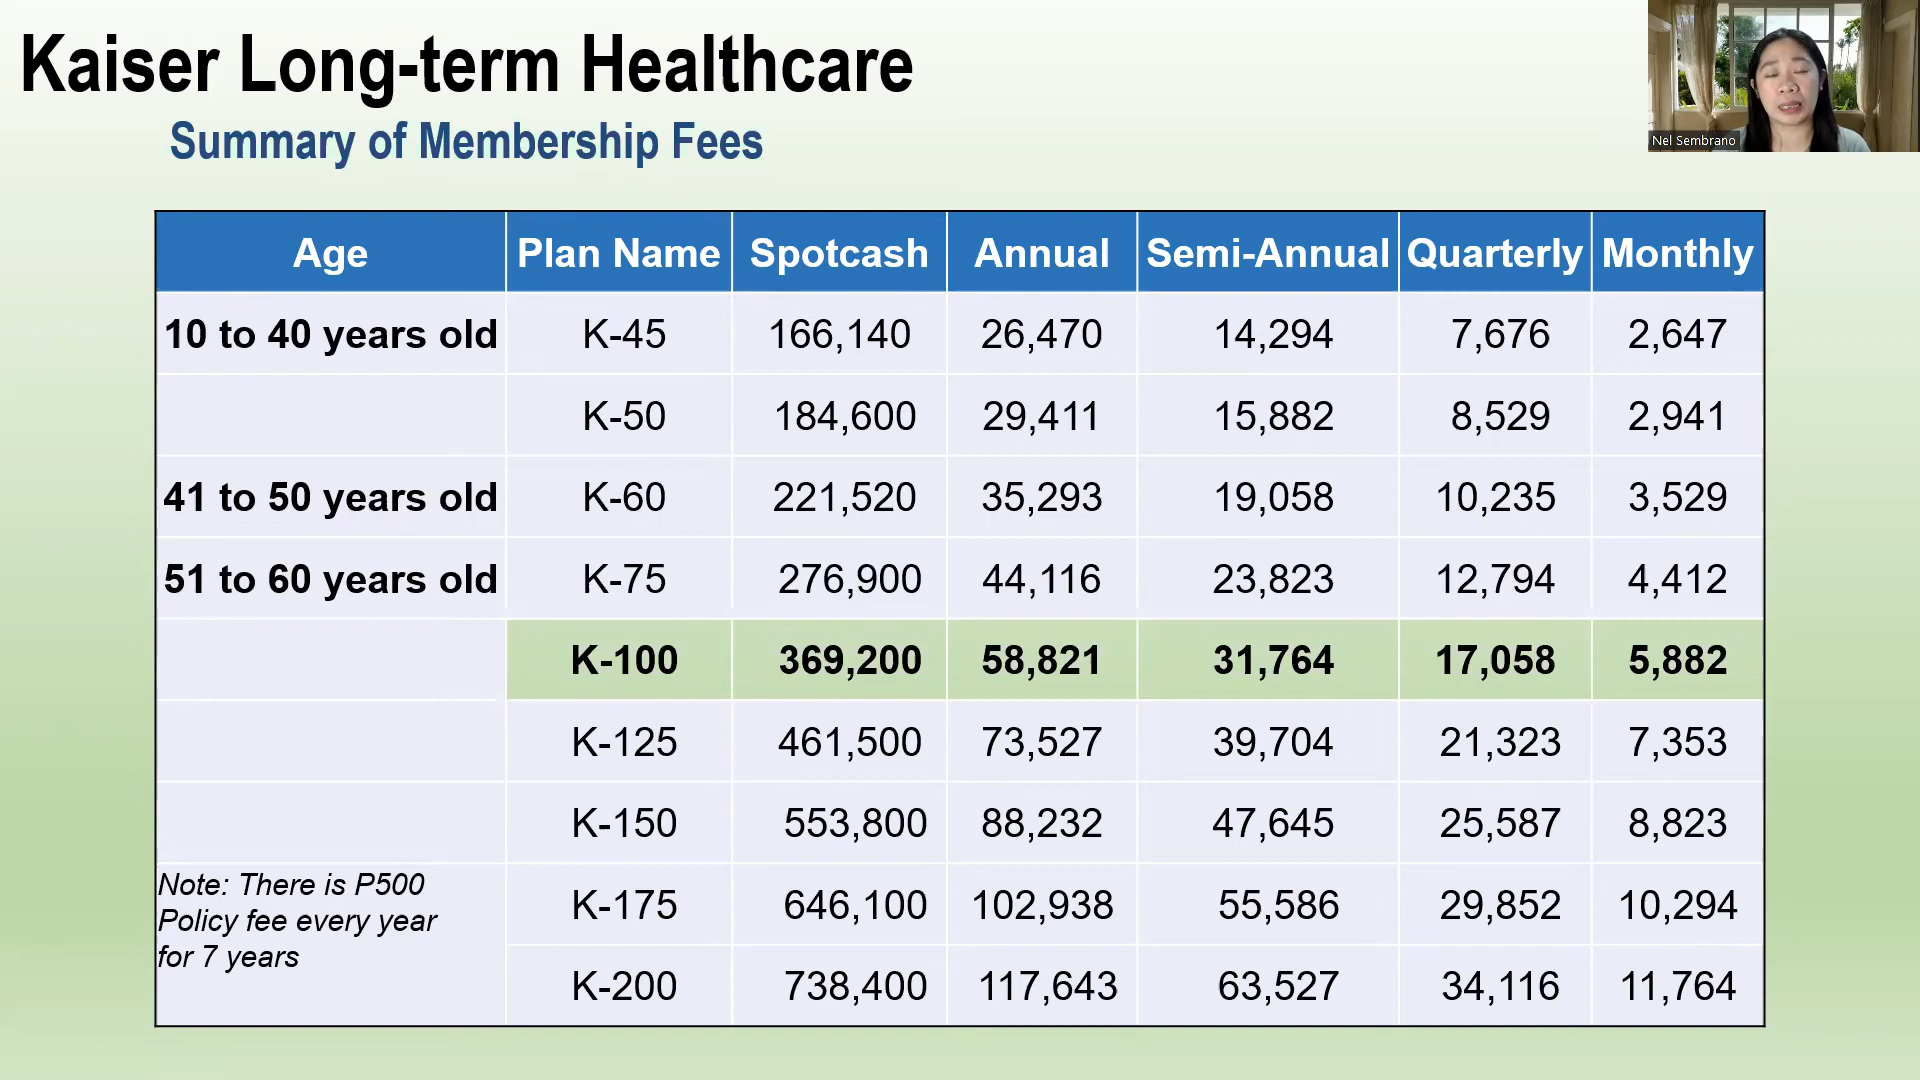 Kaiser Long-term Healthcare
Summary of Membership Fees
Nel Sembrano
Age Plan Name Spotcash Annual Semi-Annual Quarterly Monthly
10 to 40 years old K-45 166,140 26,470 14,294 7,676 2,647
K-50 184,600 29,411 15,882 8,529 2,941
41 to 50 years old K-60 221,520 35,293 19,058 10,235 3,529
51 to 60 years old K-75 276,900 44,116 23,823 12,794 4,412
K-100 369,200 58,821 31,764 17,058 5,882
K-125 461,500 73,527 39,704 21,323 7,353
K-150 553,800 88,232 47,645 25,587 8,823
Note: There is P500
Policy fee every year
for 7 years
K-175 646,100 102,938 55,586 29,852 10,294
K-200 738,400 117,643 63,527 34,116 11,764